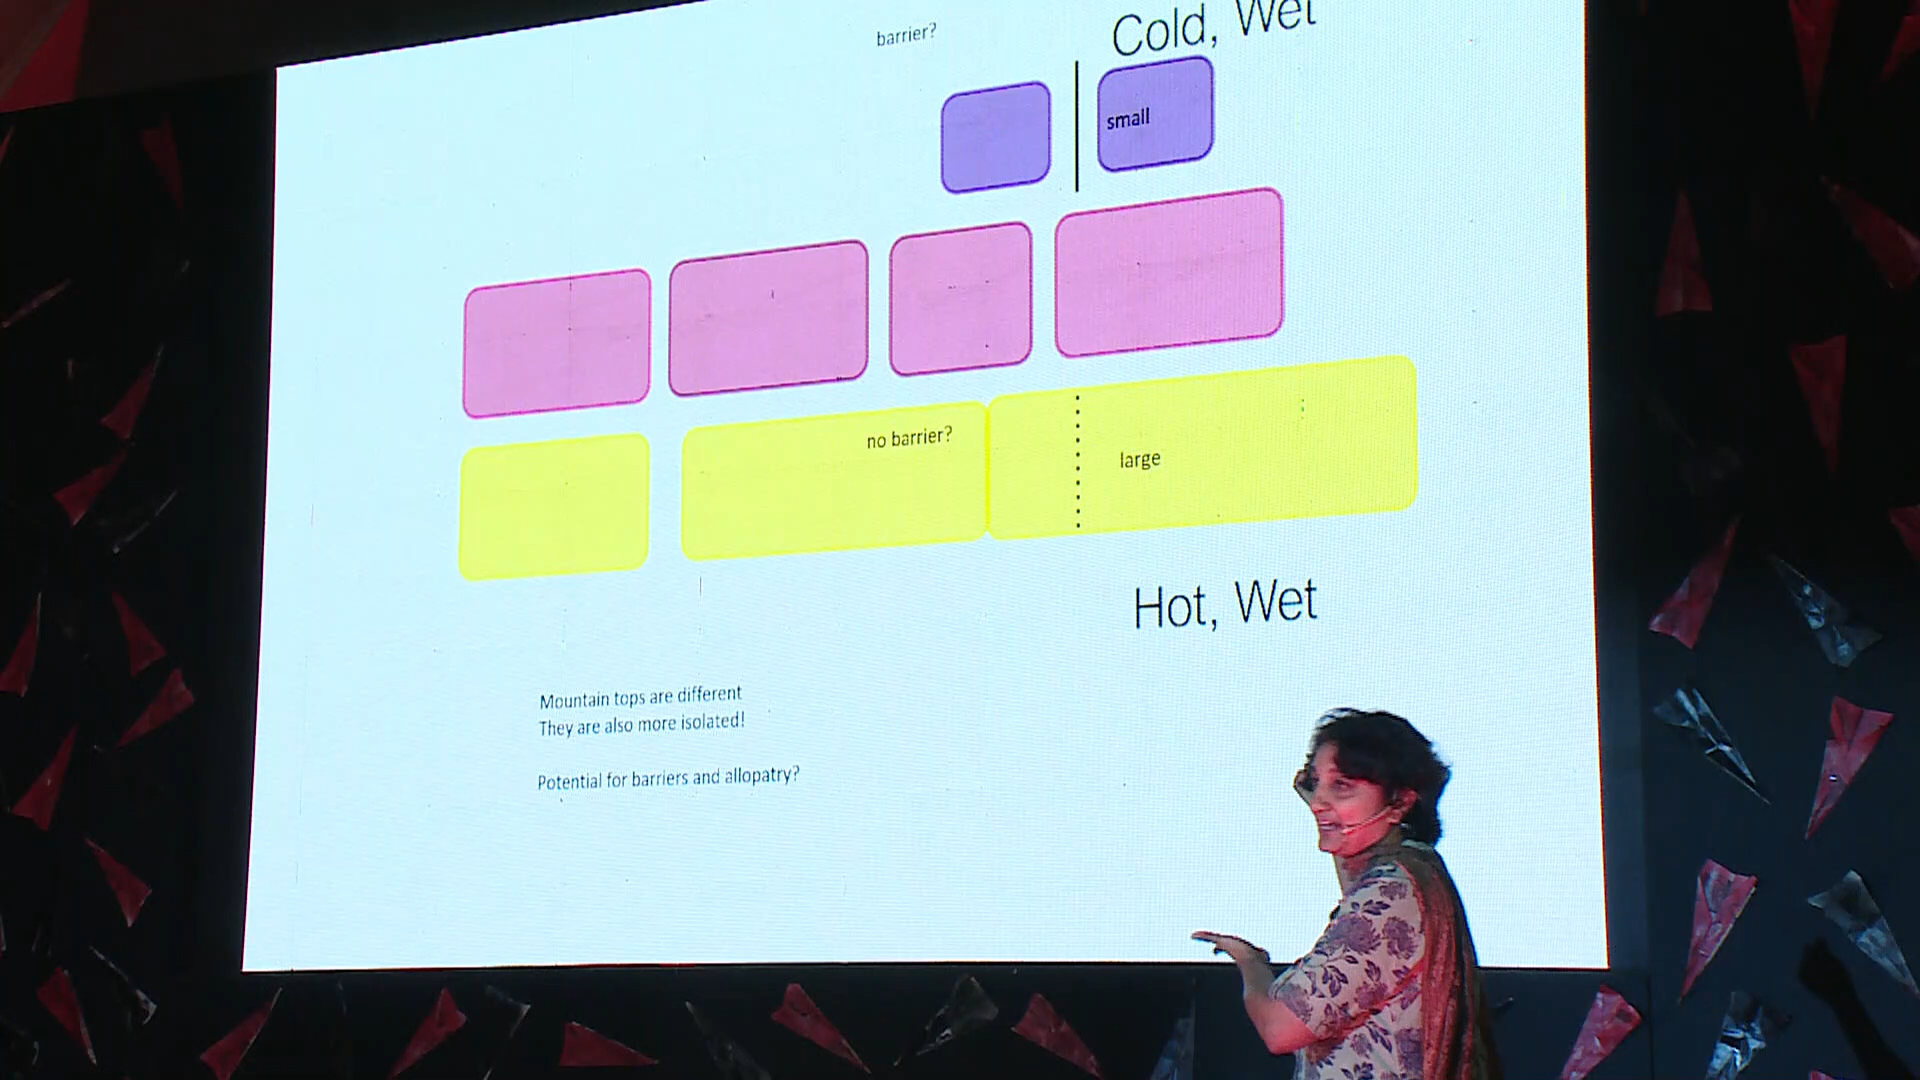 barrier?
Cold, Wet
small
no barrier?
large
Hot, Wet
Mountain tops are different
They are also more isolated!
Potential for barriers and allopatry?